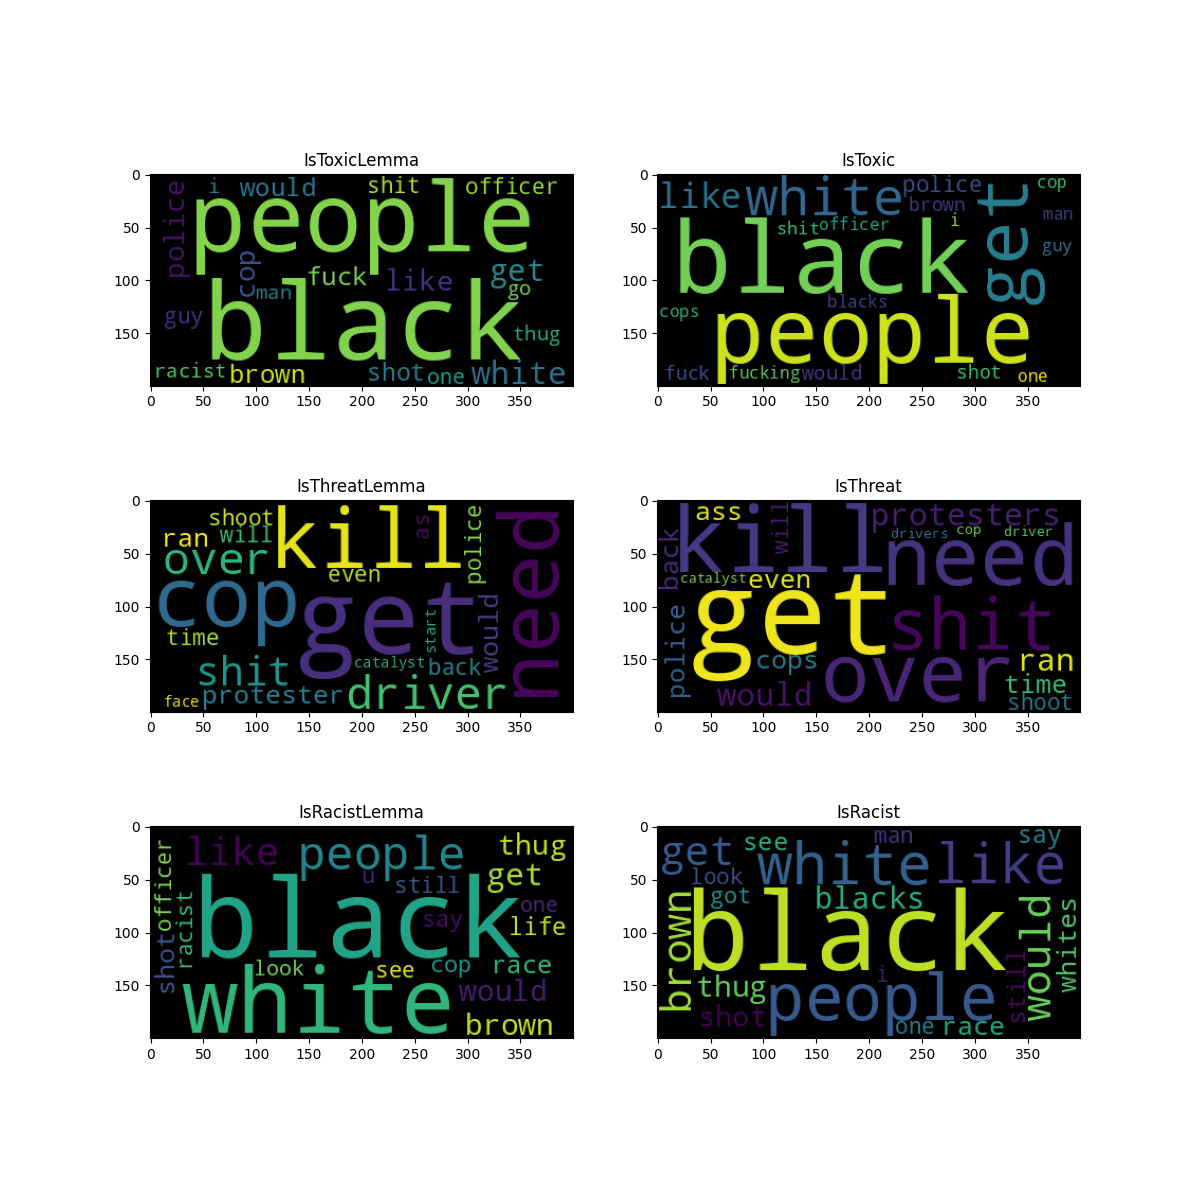 IsToxicLemma
0
50
100
150
0 50 100 150 200 250 300 350
police i would shit officer
people
cop fuck like get
man go
guy black thug
racist brown shot one white
IsToxic
0
50
100
150
0 50 100 150 200 250 300 350
like white police get cop
brown man
black shit officer i guy
blacks
cops people
fuck fucking would shot one
IsThreatLemma
0
50
100
150
0 50 100 150 200 250 300 350
shoot kill as police need
ran will
over even
cop get would
time start
shit catalyst back
face protester driver
IsThreat
0
50
100
150
0 50 100 150 200 250 300 350
ass kill will protesters
drivers cop driver
back need
catalyst even
get shit
police cops over ran
would time
shoot
IsRacistLemma
0
50
100
150
0 50 100 150 200 250 300 350
officer like people thug
u still get
racist black say one
life
shot look see cop race
white would
brown
IsRacist
0
50
100
150
0 50 100 150 200 250 300 350
get see man say
look white like
got blacks
brown black would whites
thug i still
shot people one race